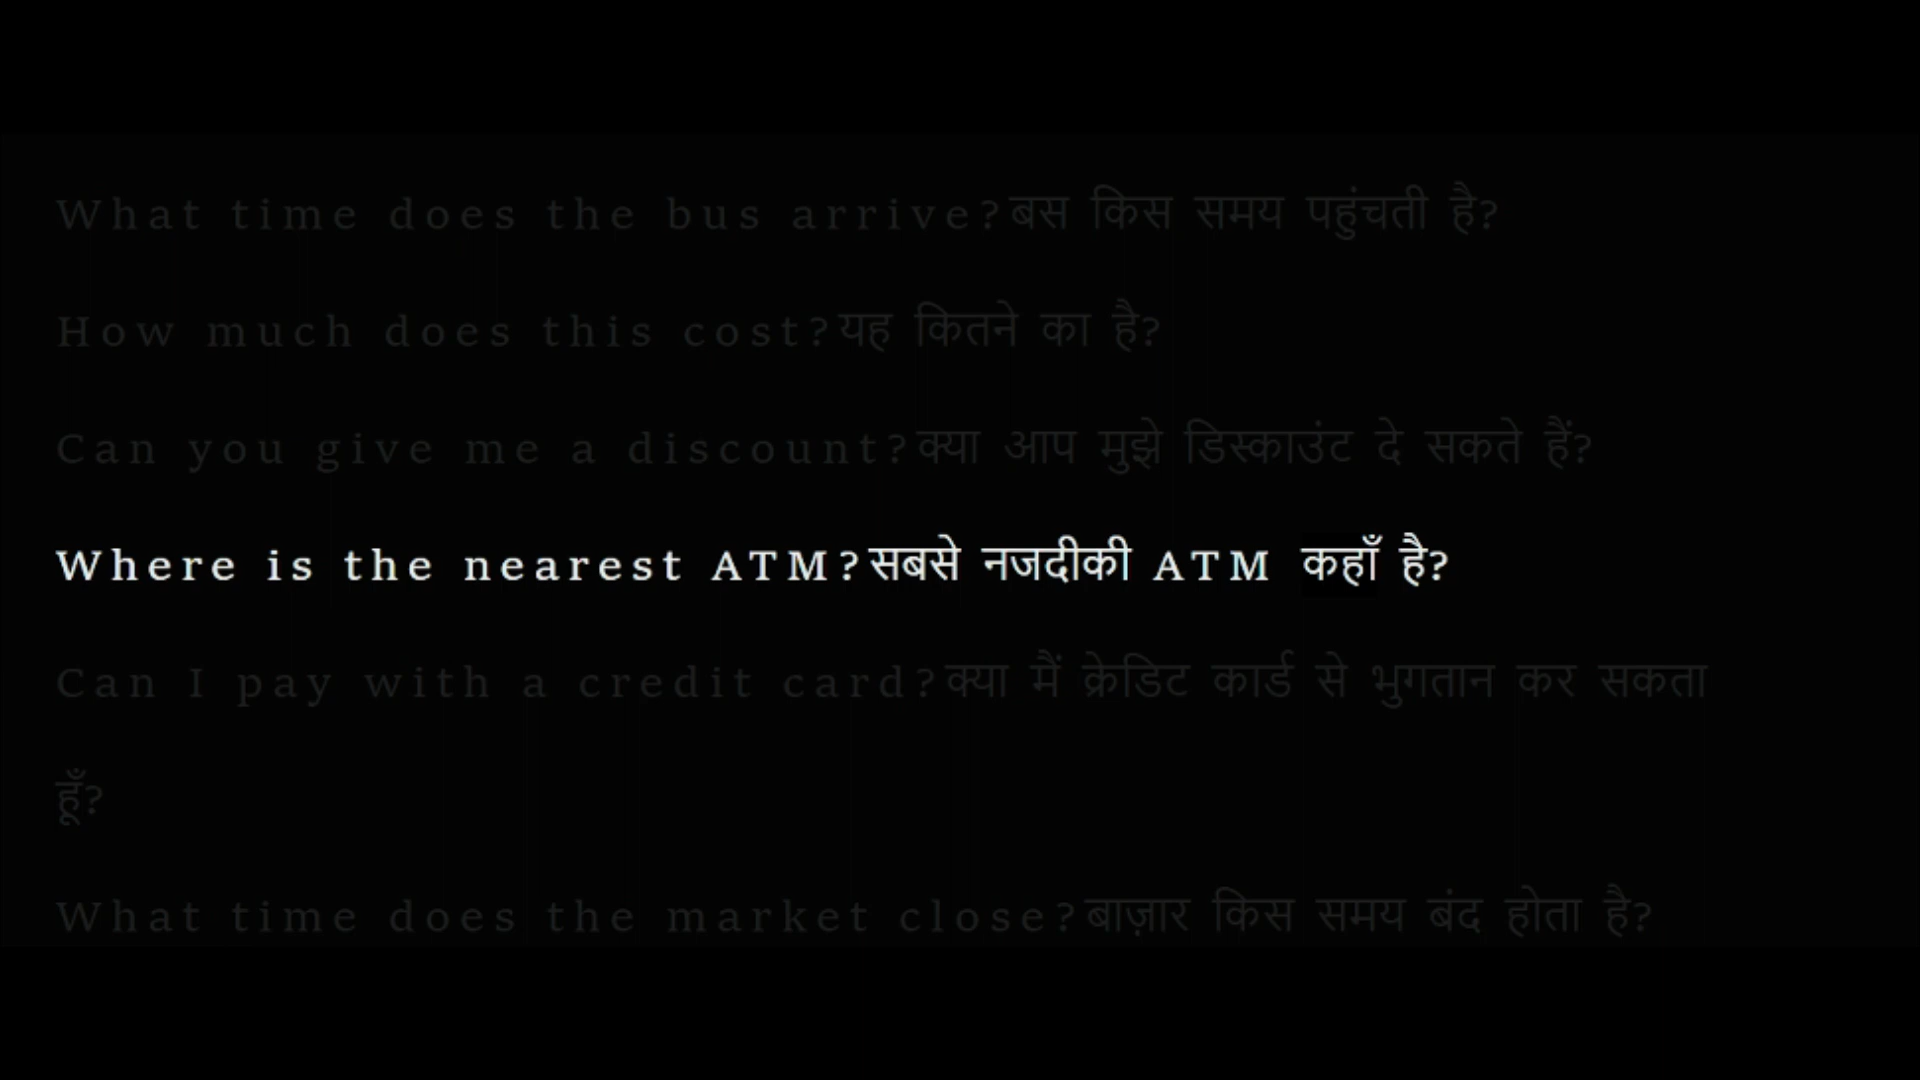 What time does the bus arrive?बस किस समय पहुंचती है?
How much does this cost?यह कितने का है?
Can you give me a discount?क्या आप मुझे डिस्काउंट दे सकते हैं?
Where is the nearest ATM?सबसे नजदीकी ATM कहाँ है?
Can I pay with a credit card?क्या मैं क्रेडिट कार्ड से भुगतान कर सकता
हूँ?
What time does the market close?बाज़ार किस समय बंद होता है?